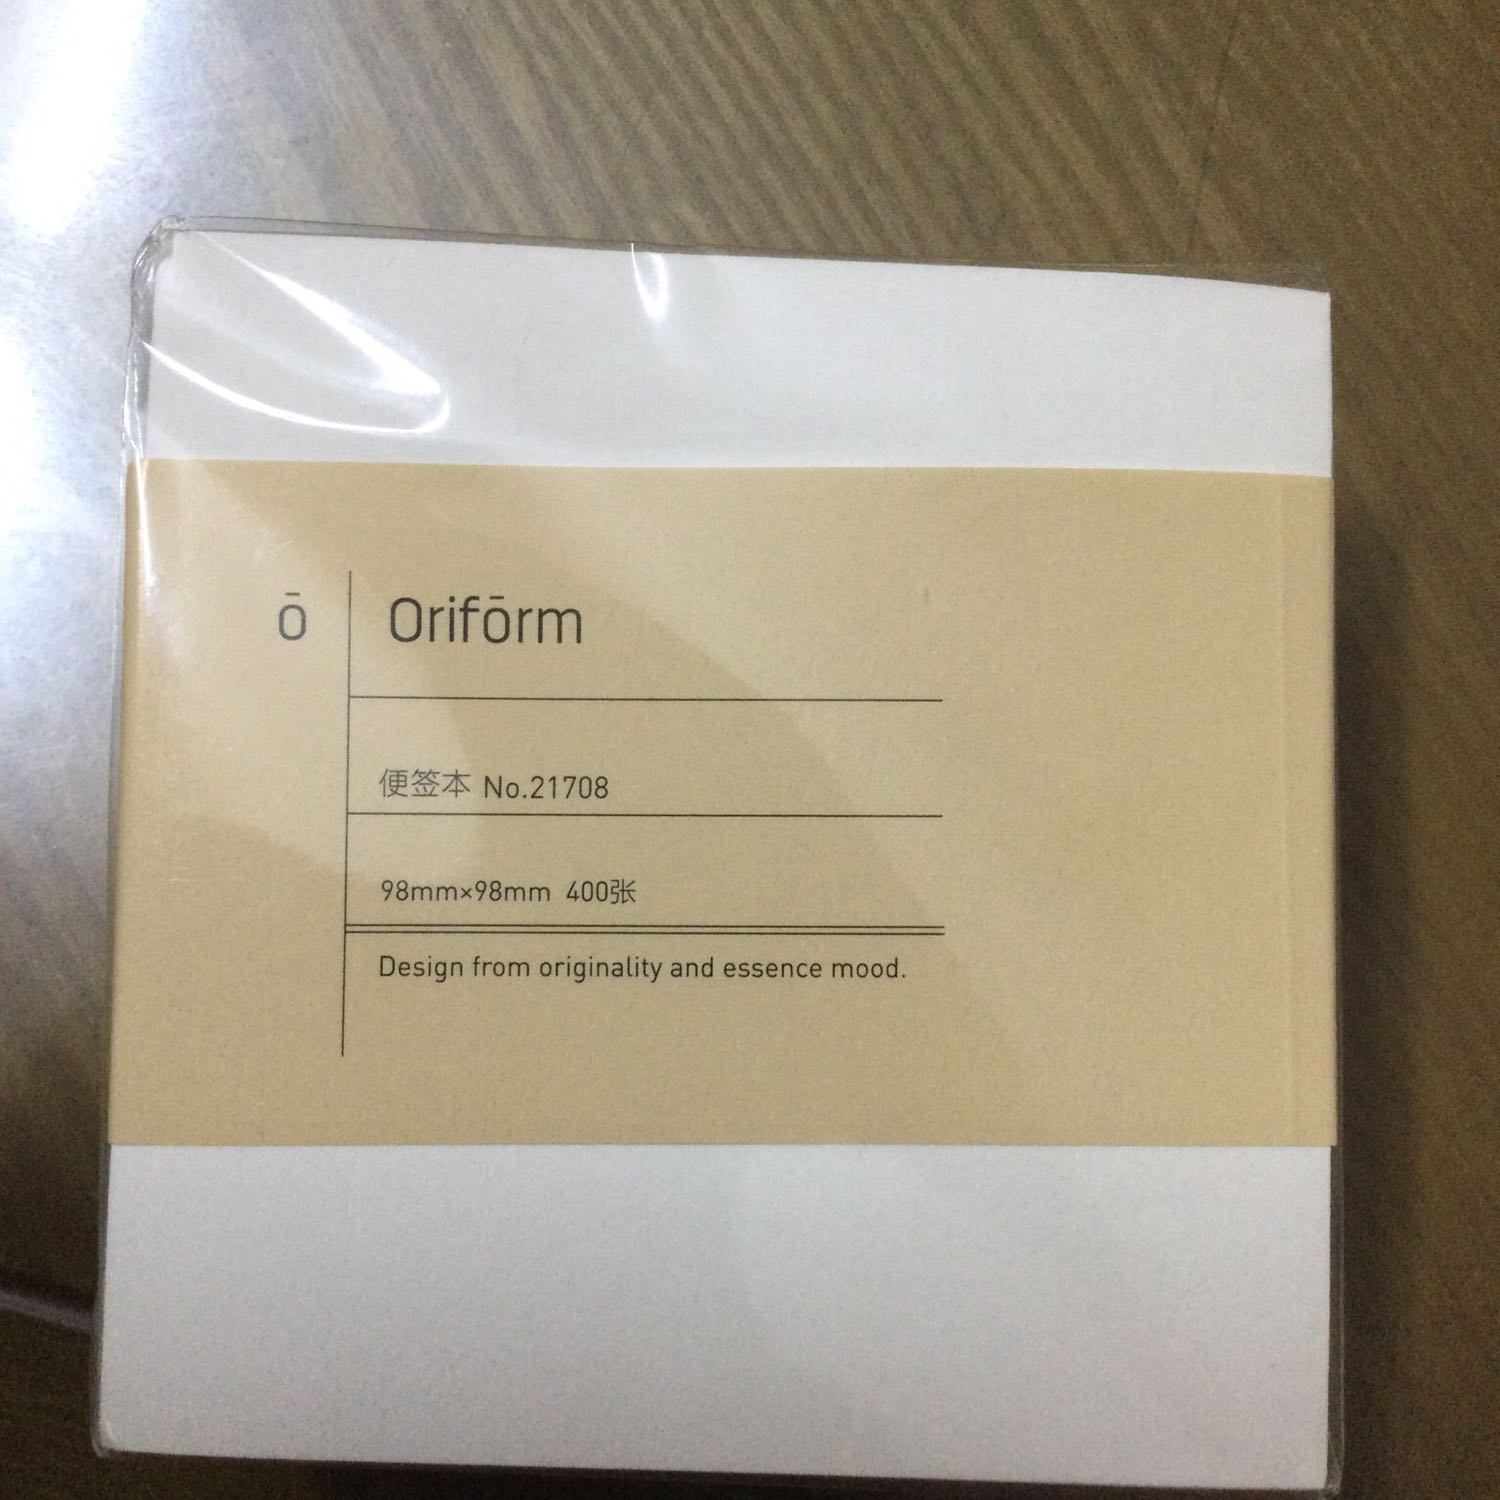 ō
Orifōrm
便签本 No.21708
98mm×98mm 400张
Design from originality and essence mood.